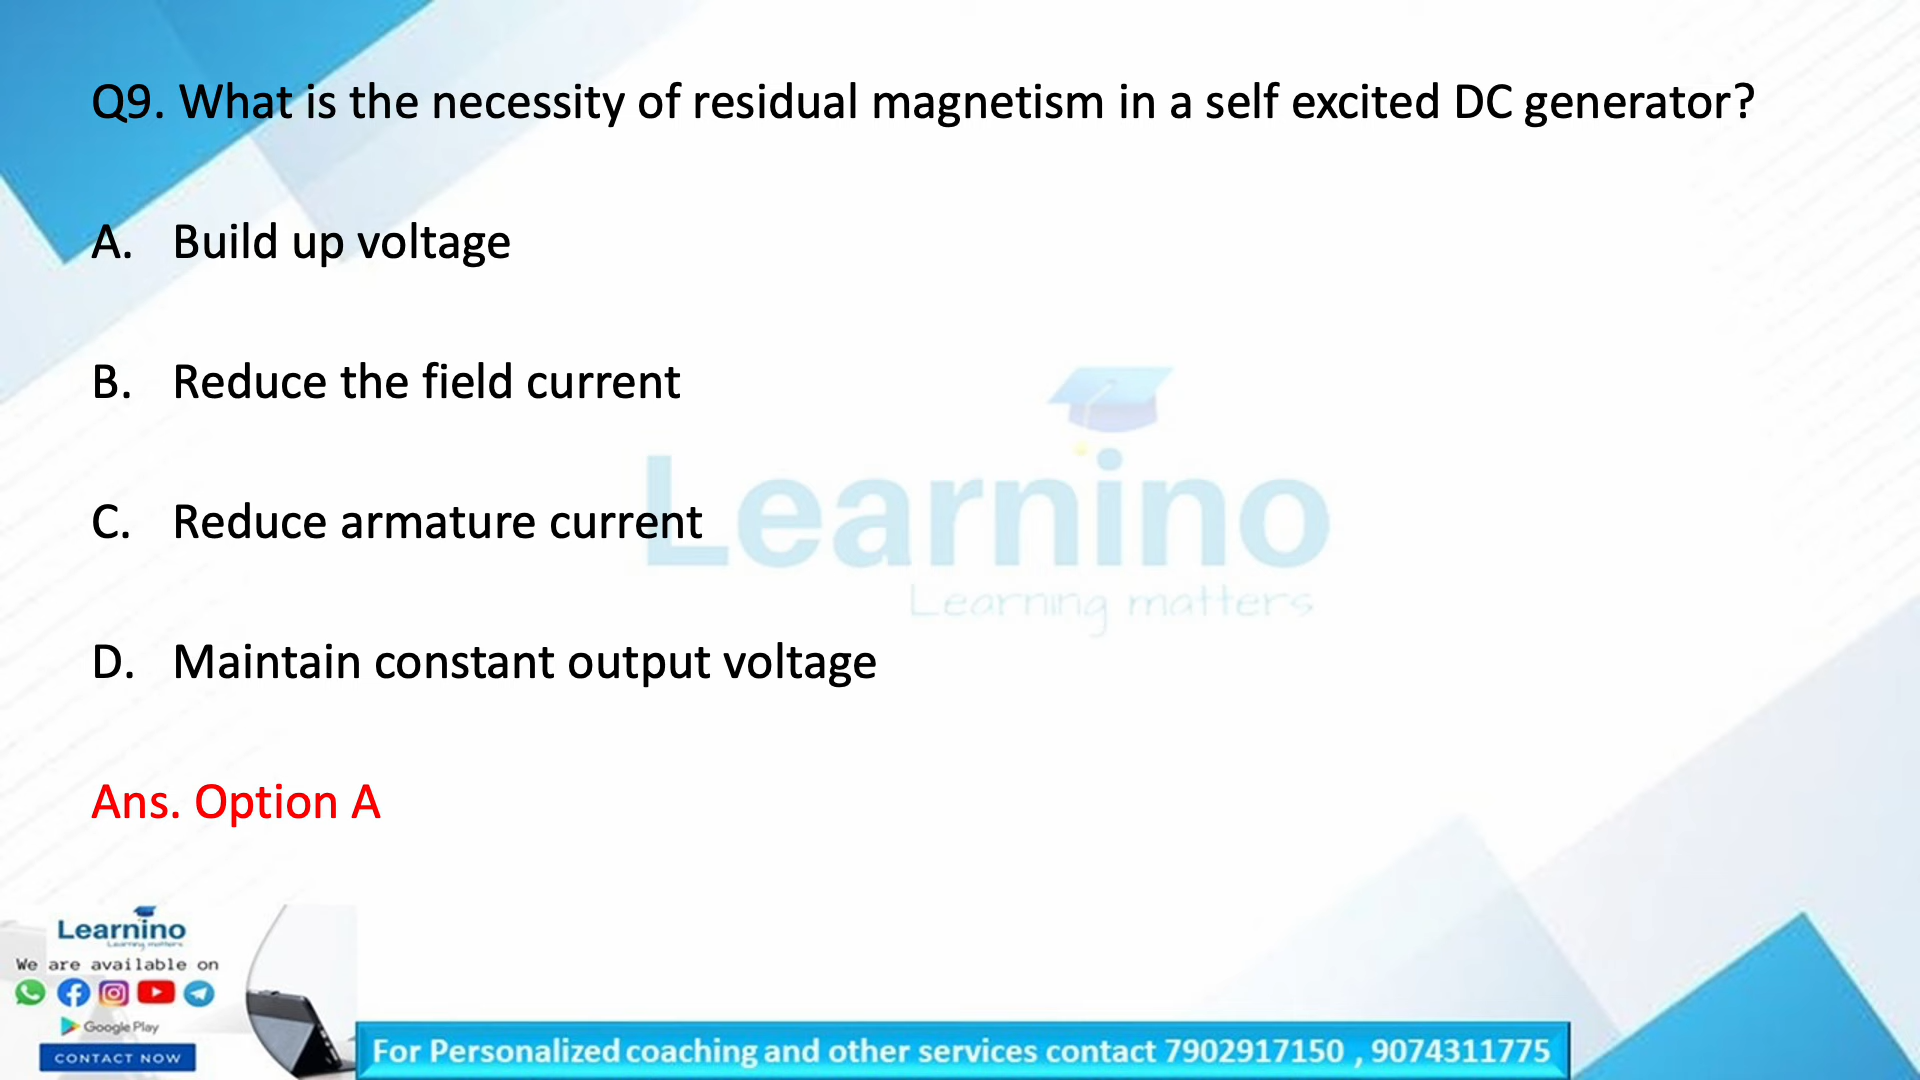 Q9. What is the necessity of residual magnetism in a self excited DC generator?
A. Build up voltage
B. Reduce the field current
C. Reduce armature current
D. Maintain constant output voltage
Ans. Option A
Learnino
Learning matters
Learnino
Learning matters
We are available on
Google Play
CONTACT NOW
For Personalized coaching and other services contact 7902917150 , 9074311775